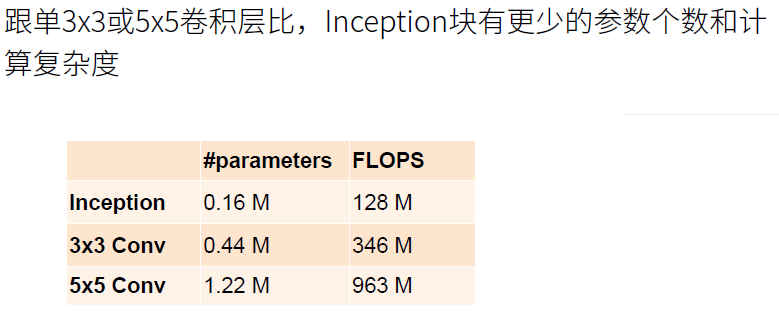 跟单3x3或5x5卷积层比，Inception块有更少的参数个数和计
算复杂度
#parameters FLOPS
Inception 0.16 M 128 M
3x3 Conv 0.44 M 346 M
5x5 Conv 1.22 M 963 M